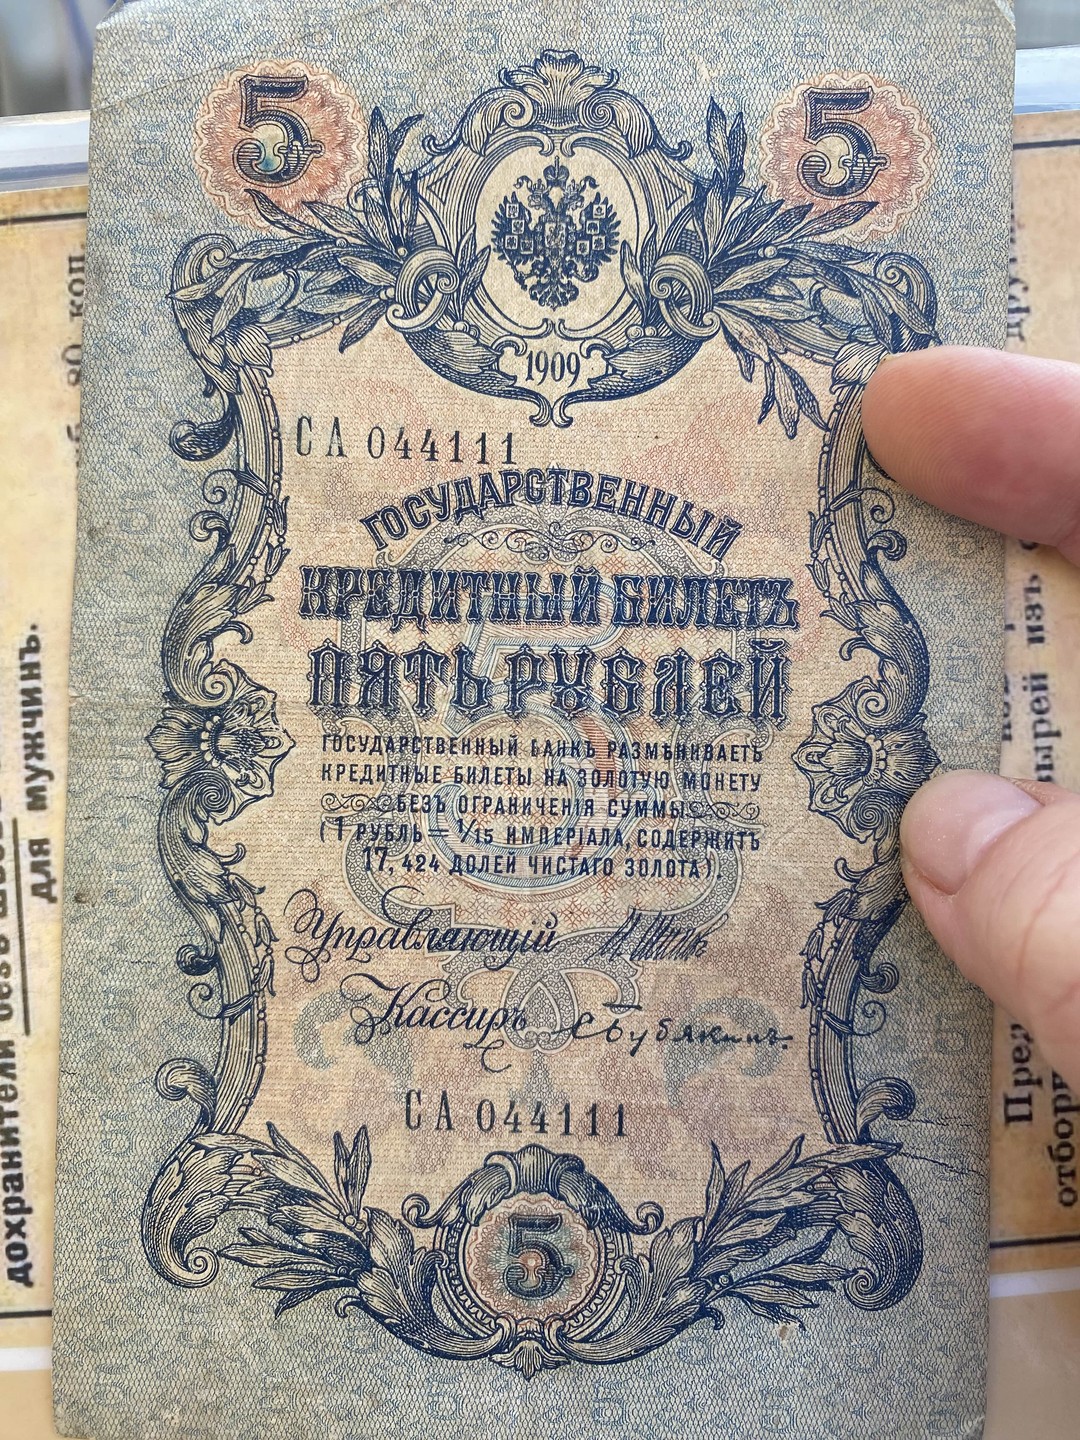 5 5
1909
СА 044111
ГОСУДАРСТВЕННЫЙ
КРЕДИТНЫЙ БИЛЕТЪ
ПЯТЬ РУБЛЕЙ
ГОСУДАРСТВЕННЫЙ БАНКЪ РАЗМѢНИВАЕТЪ
КРЕДИТНЫЕ БИЛЕТЫ НА ЗОЛОТУЮ МОНЕТУ
БЕЗЪ ОГРАНИЧЕНІЯ СУММЫ
(1 РУБЛЬ = 1/15 ИМПЕРІАЛА, СОДЕРЖИТЪ
17, 424 ДОЛЕЙ ЧИСТАГО ЗОЛОТА).
Управляющій
Кассиръ Бубякинъ.
СА 044111
5
для мужчинъ.